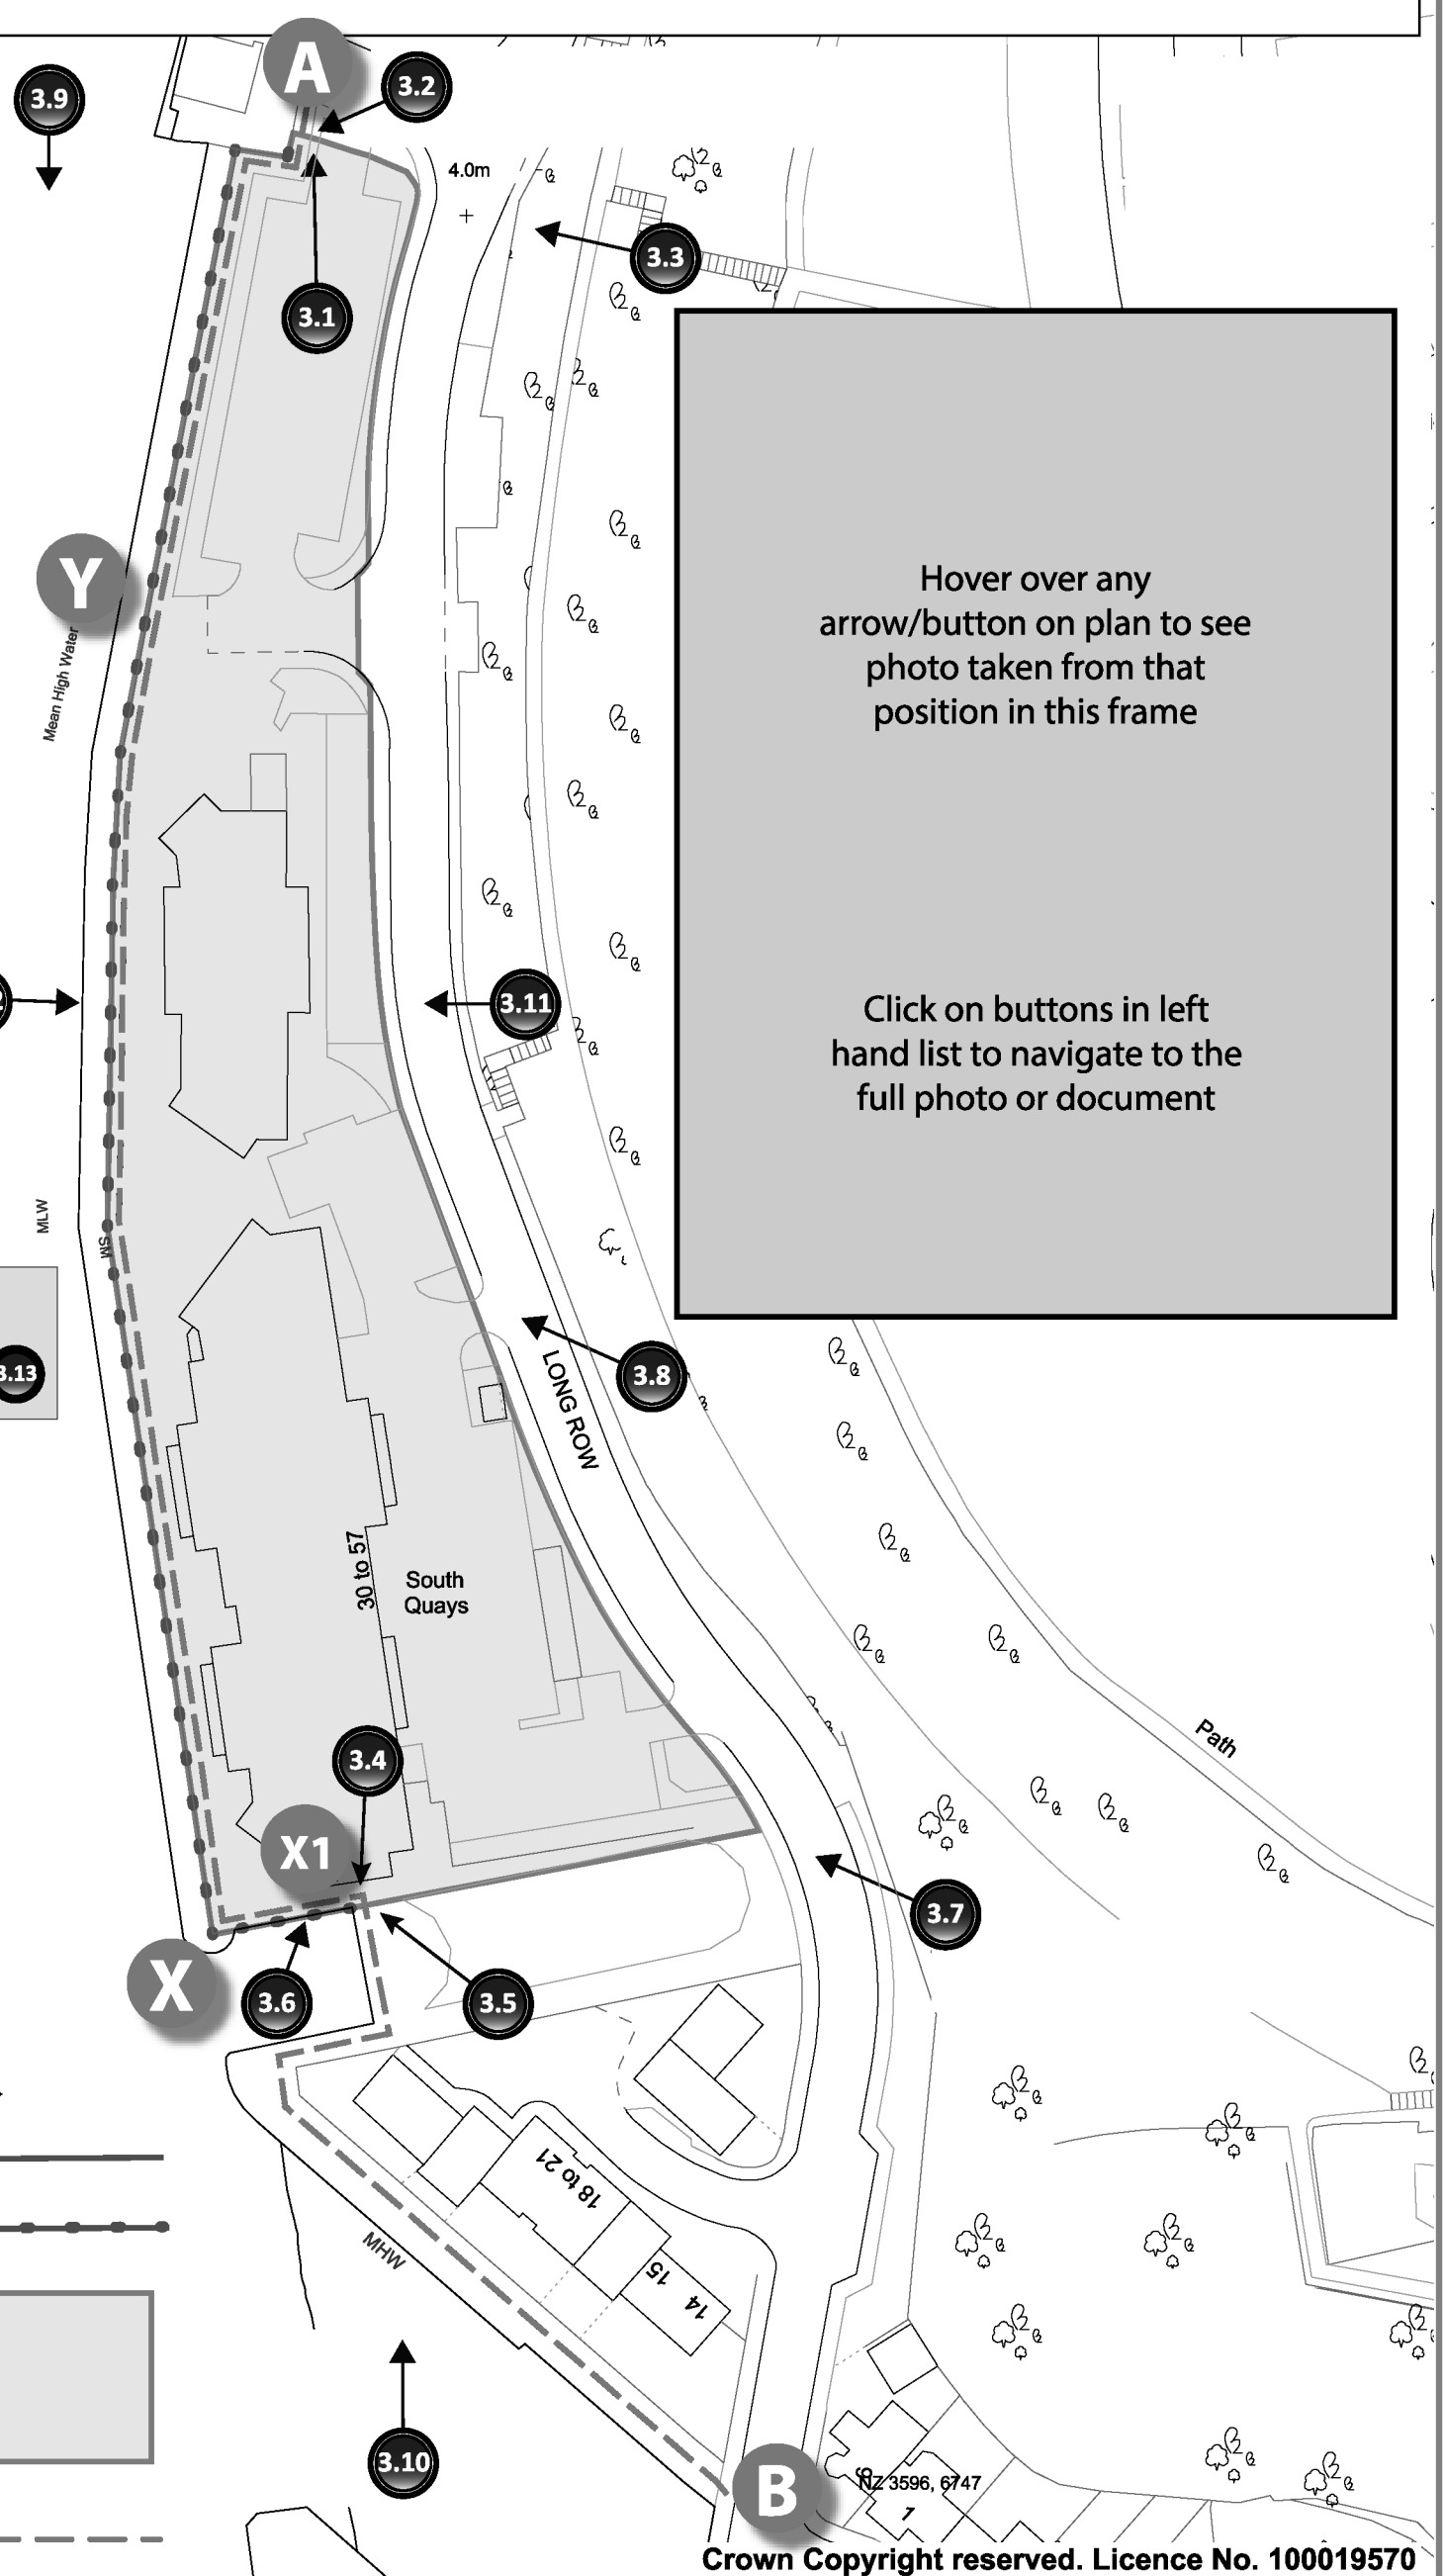 A
3.2
3.9
4.0m
3.3
3.1
Hover over any
arrow/button on plan to see
photo taken from that
position in this frame
Y
Mean High Water
3.11
Click on buttons in left
hand list to navigate to the
full photo or document
MLW
SM
3.13
3.8
LONG ROW
30 to 57
South
Quays
Path
3.4
X1
3.7
X
3.6
3.5
18 to 21
MHW
15
14
3.10
B
NZ 3596, 6747
1
Crown Copyright reserved. Licence No. 100019570